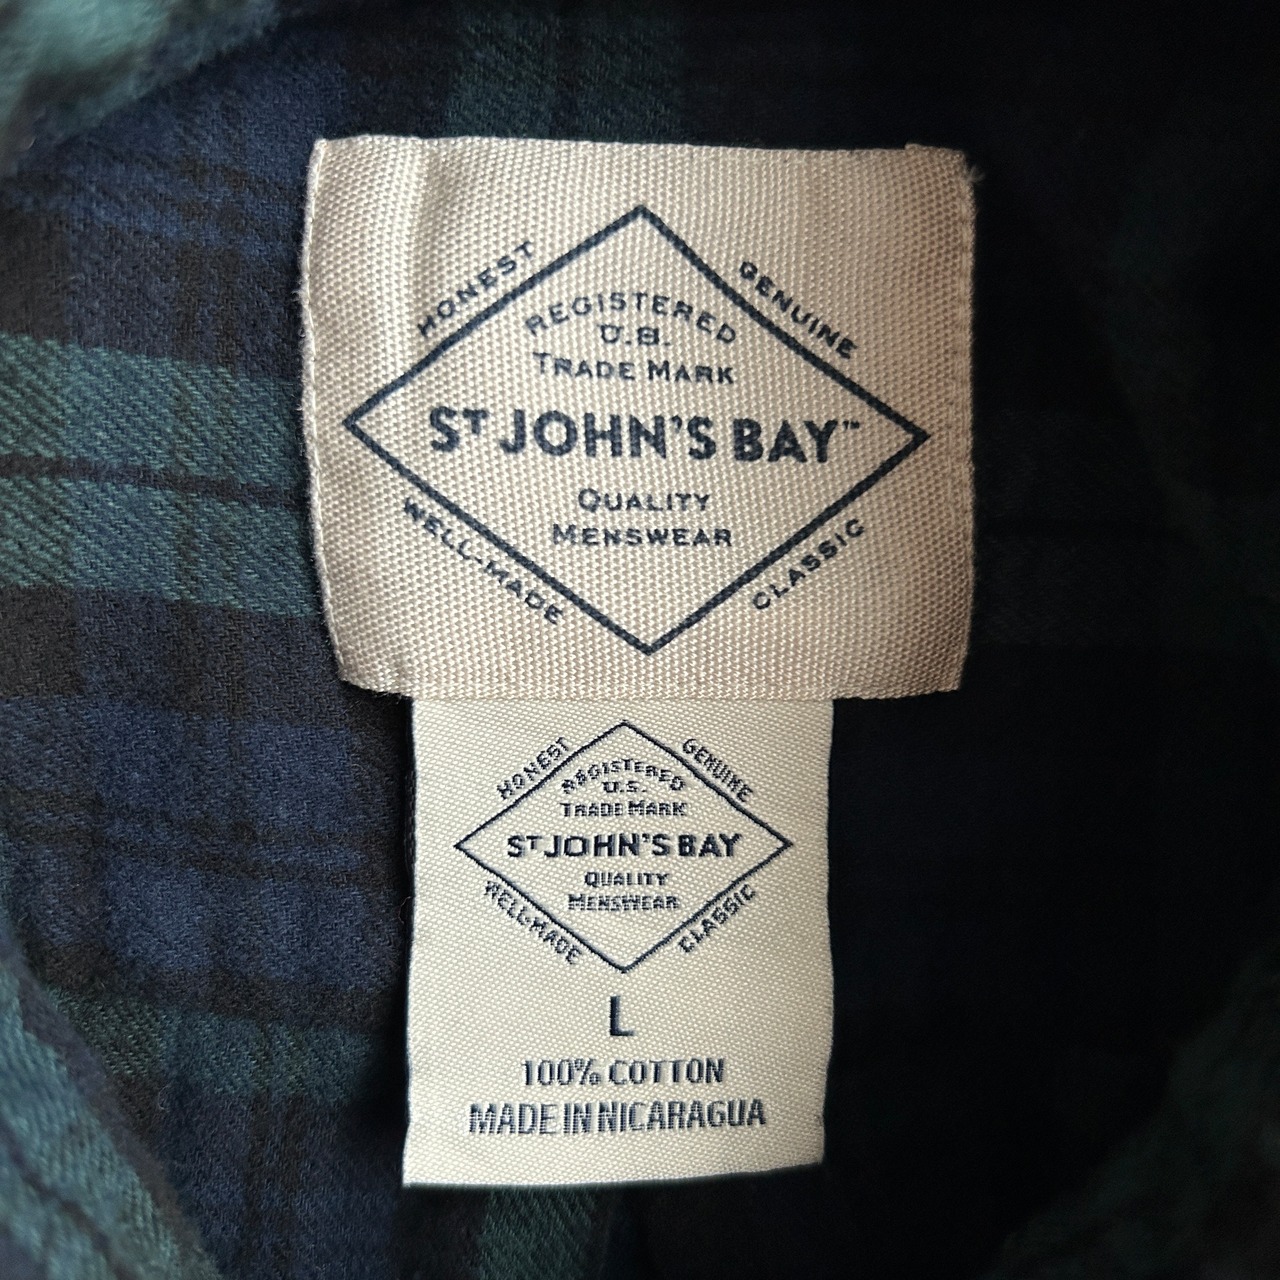 HONEST
GENUINE
REGISTERED
U.S.
TRADE MARK
ST JOHN'S BAY™
QUALITY
MENSWEAR
WELL-MADE
CLASSIC
HONEST
GENUINE
REGISTERED
U.S.
TRADE MARK
ST JOHN'S BAY
QUALITY
MENSWEAR
WELL-MADE
CLASSIC
L
100% COTTON
MADE IN NICARAGUA